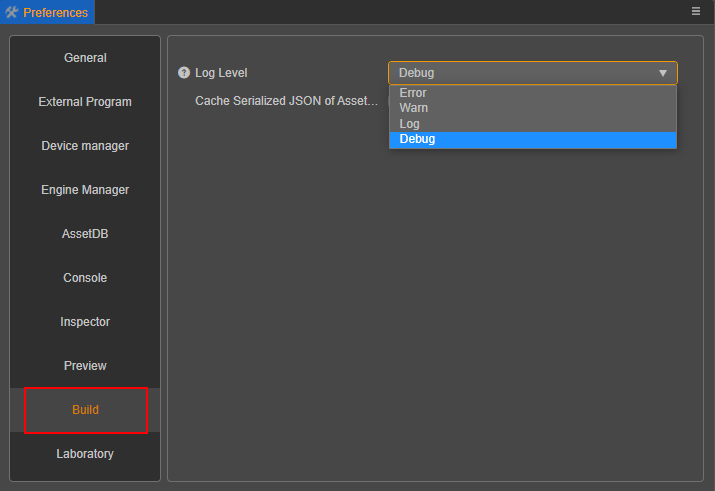 Preferences
General
External Program
Device manager
Engine Manager
AssetDB
Console
Inspector
Preview
Build
Laboratory
? Log Level
Debug
Cache Serialized JSON of Asset...
Error
Warn
Log
Debug